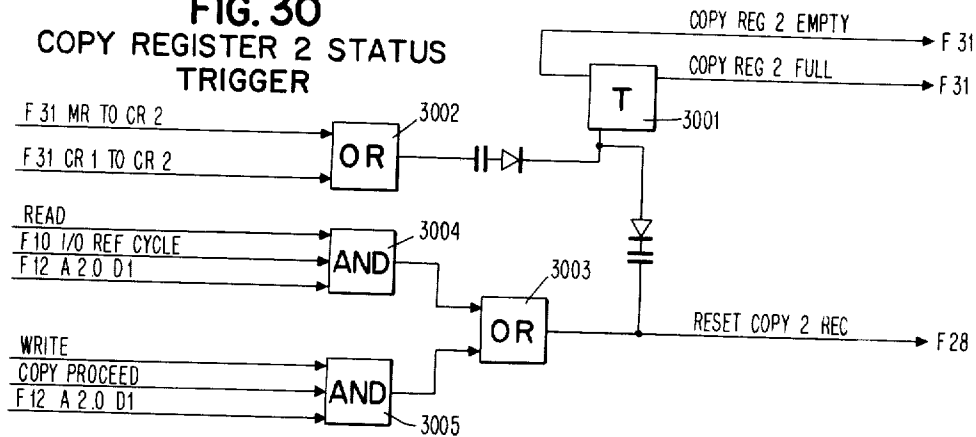 FIG. 30
COPY REGISTER 2 STATUS
TRIGGER
COPY REG 2 EMPTY
F 31
COPY REG 2 FULL
F 31
T
3001
F 31 MR TO CR 2
3002
OR
F 31 CR 1 TO CR 2
READ
F10 I/O REF CYCLE
F12 A 2.0 D1
AND
3004
3003
OR
RESET COPY 2 REC
F 28
WRITE
COPY PROCEED
F12 A 2.0 D1
AND
3005